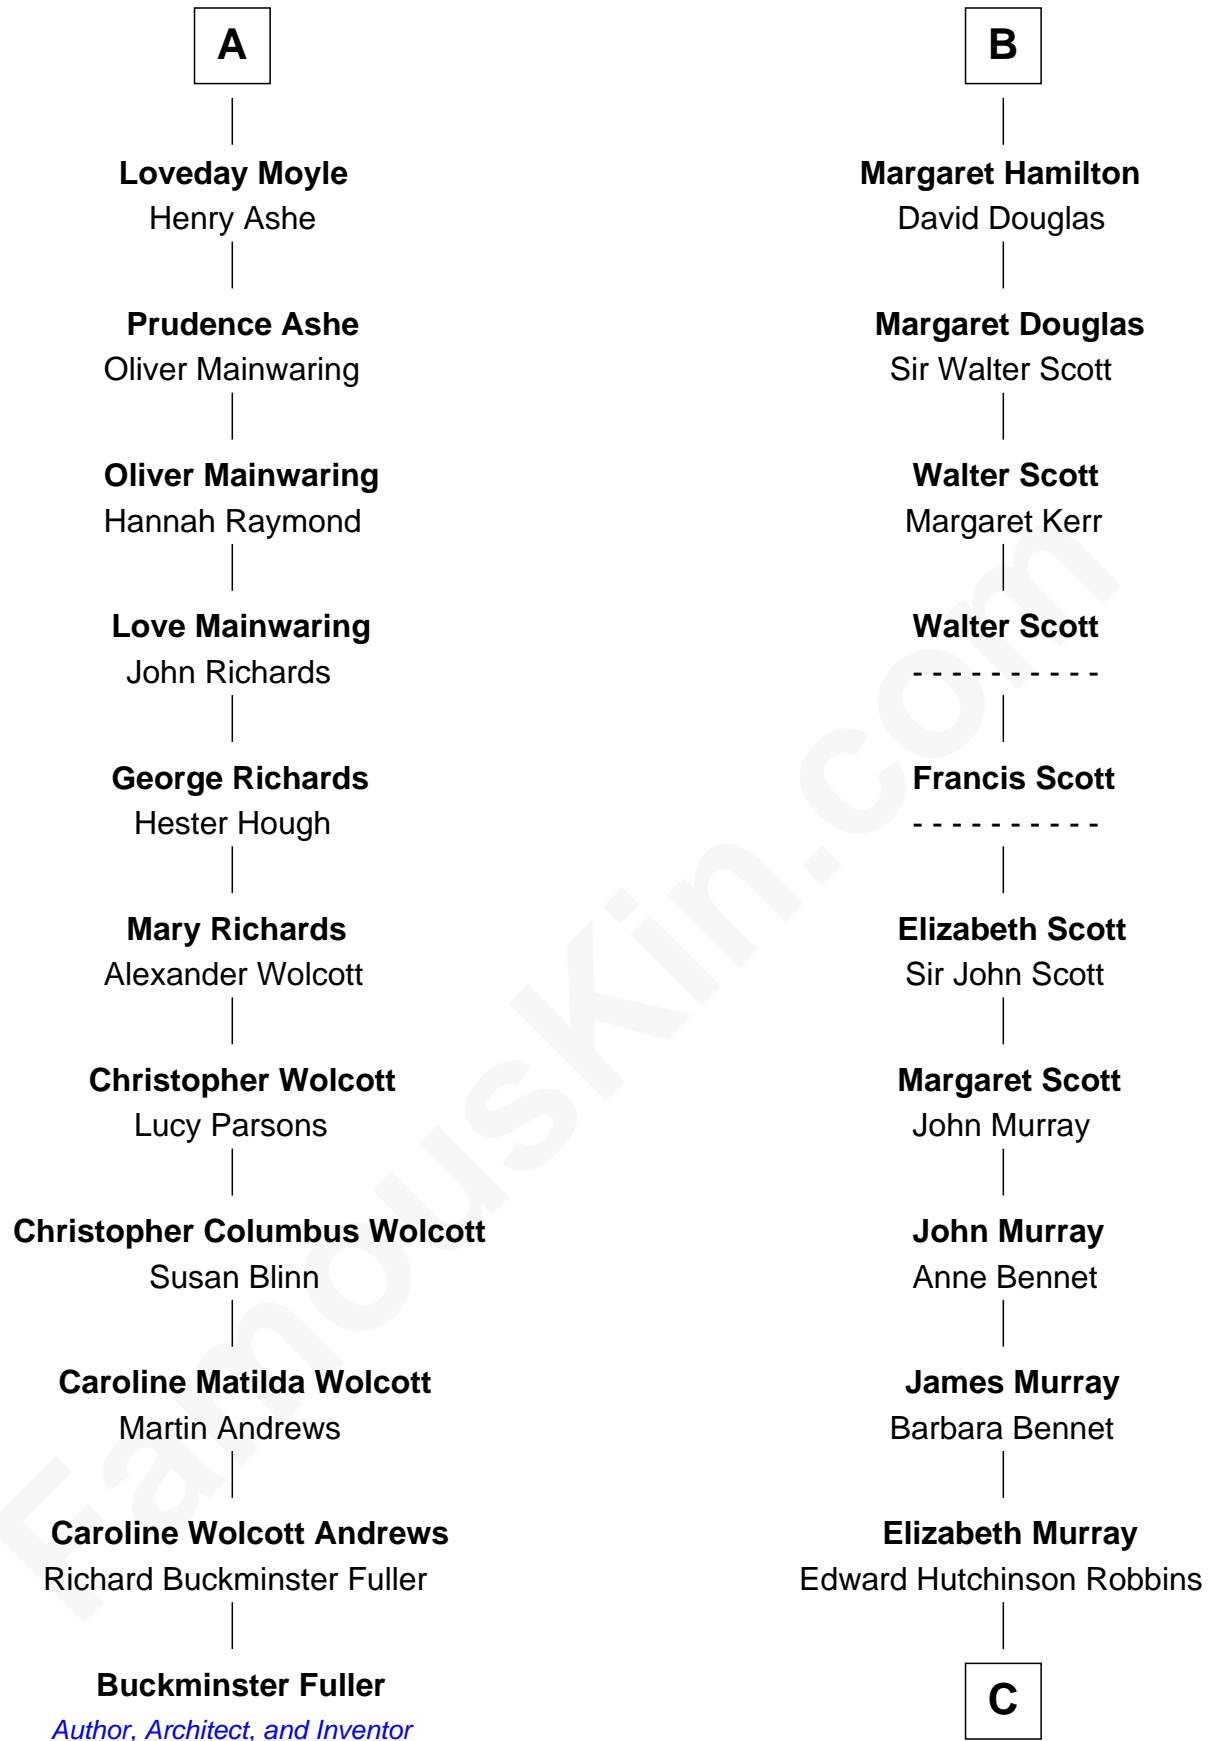 A
Loveday Moyle
Henry Ashe
Prudence Ashe
Oliver Mainwaring
Oliver Mainwaring
Hannah Raymond
Love Mainwaring
John Richards
George Richards
Hester Hough
Mary Richards
Alexander Wolcott
Christopher Wolcott
Lucy Parsons
Christopher Columbus Wolcott
Susan Blinn
Caroline Matilda Wolcott
Martin Andrews
Caroline Wolcott Andrews
Richard Buckminster Fuller
Buckminster Fuller
Author, Architect, and Inventor
B
Margaret Hamilton
David Douglas
Margaret Douglas
Sir Walter Scott
Walter Scott
Margaret Kerr
Walter Scott
- - - - - - - - - -
Francis Scott
- - - - - - - - - -
Elizabeth Scott
Sir John Scott
Margaret Scott
John Murray
John Murray
Anne Bennet
James Murray
Barbara Bennet
Elizabeth Murray
Edward Hutchinson Robbins
C
FamousKin.com